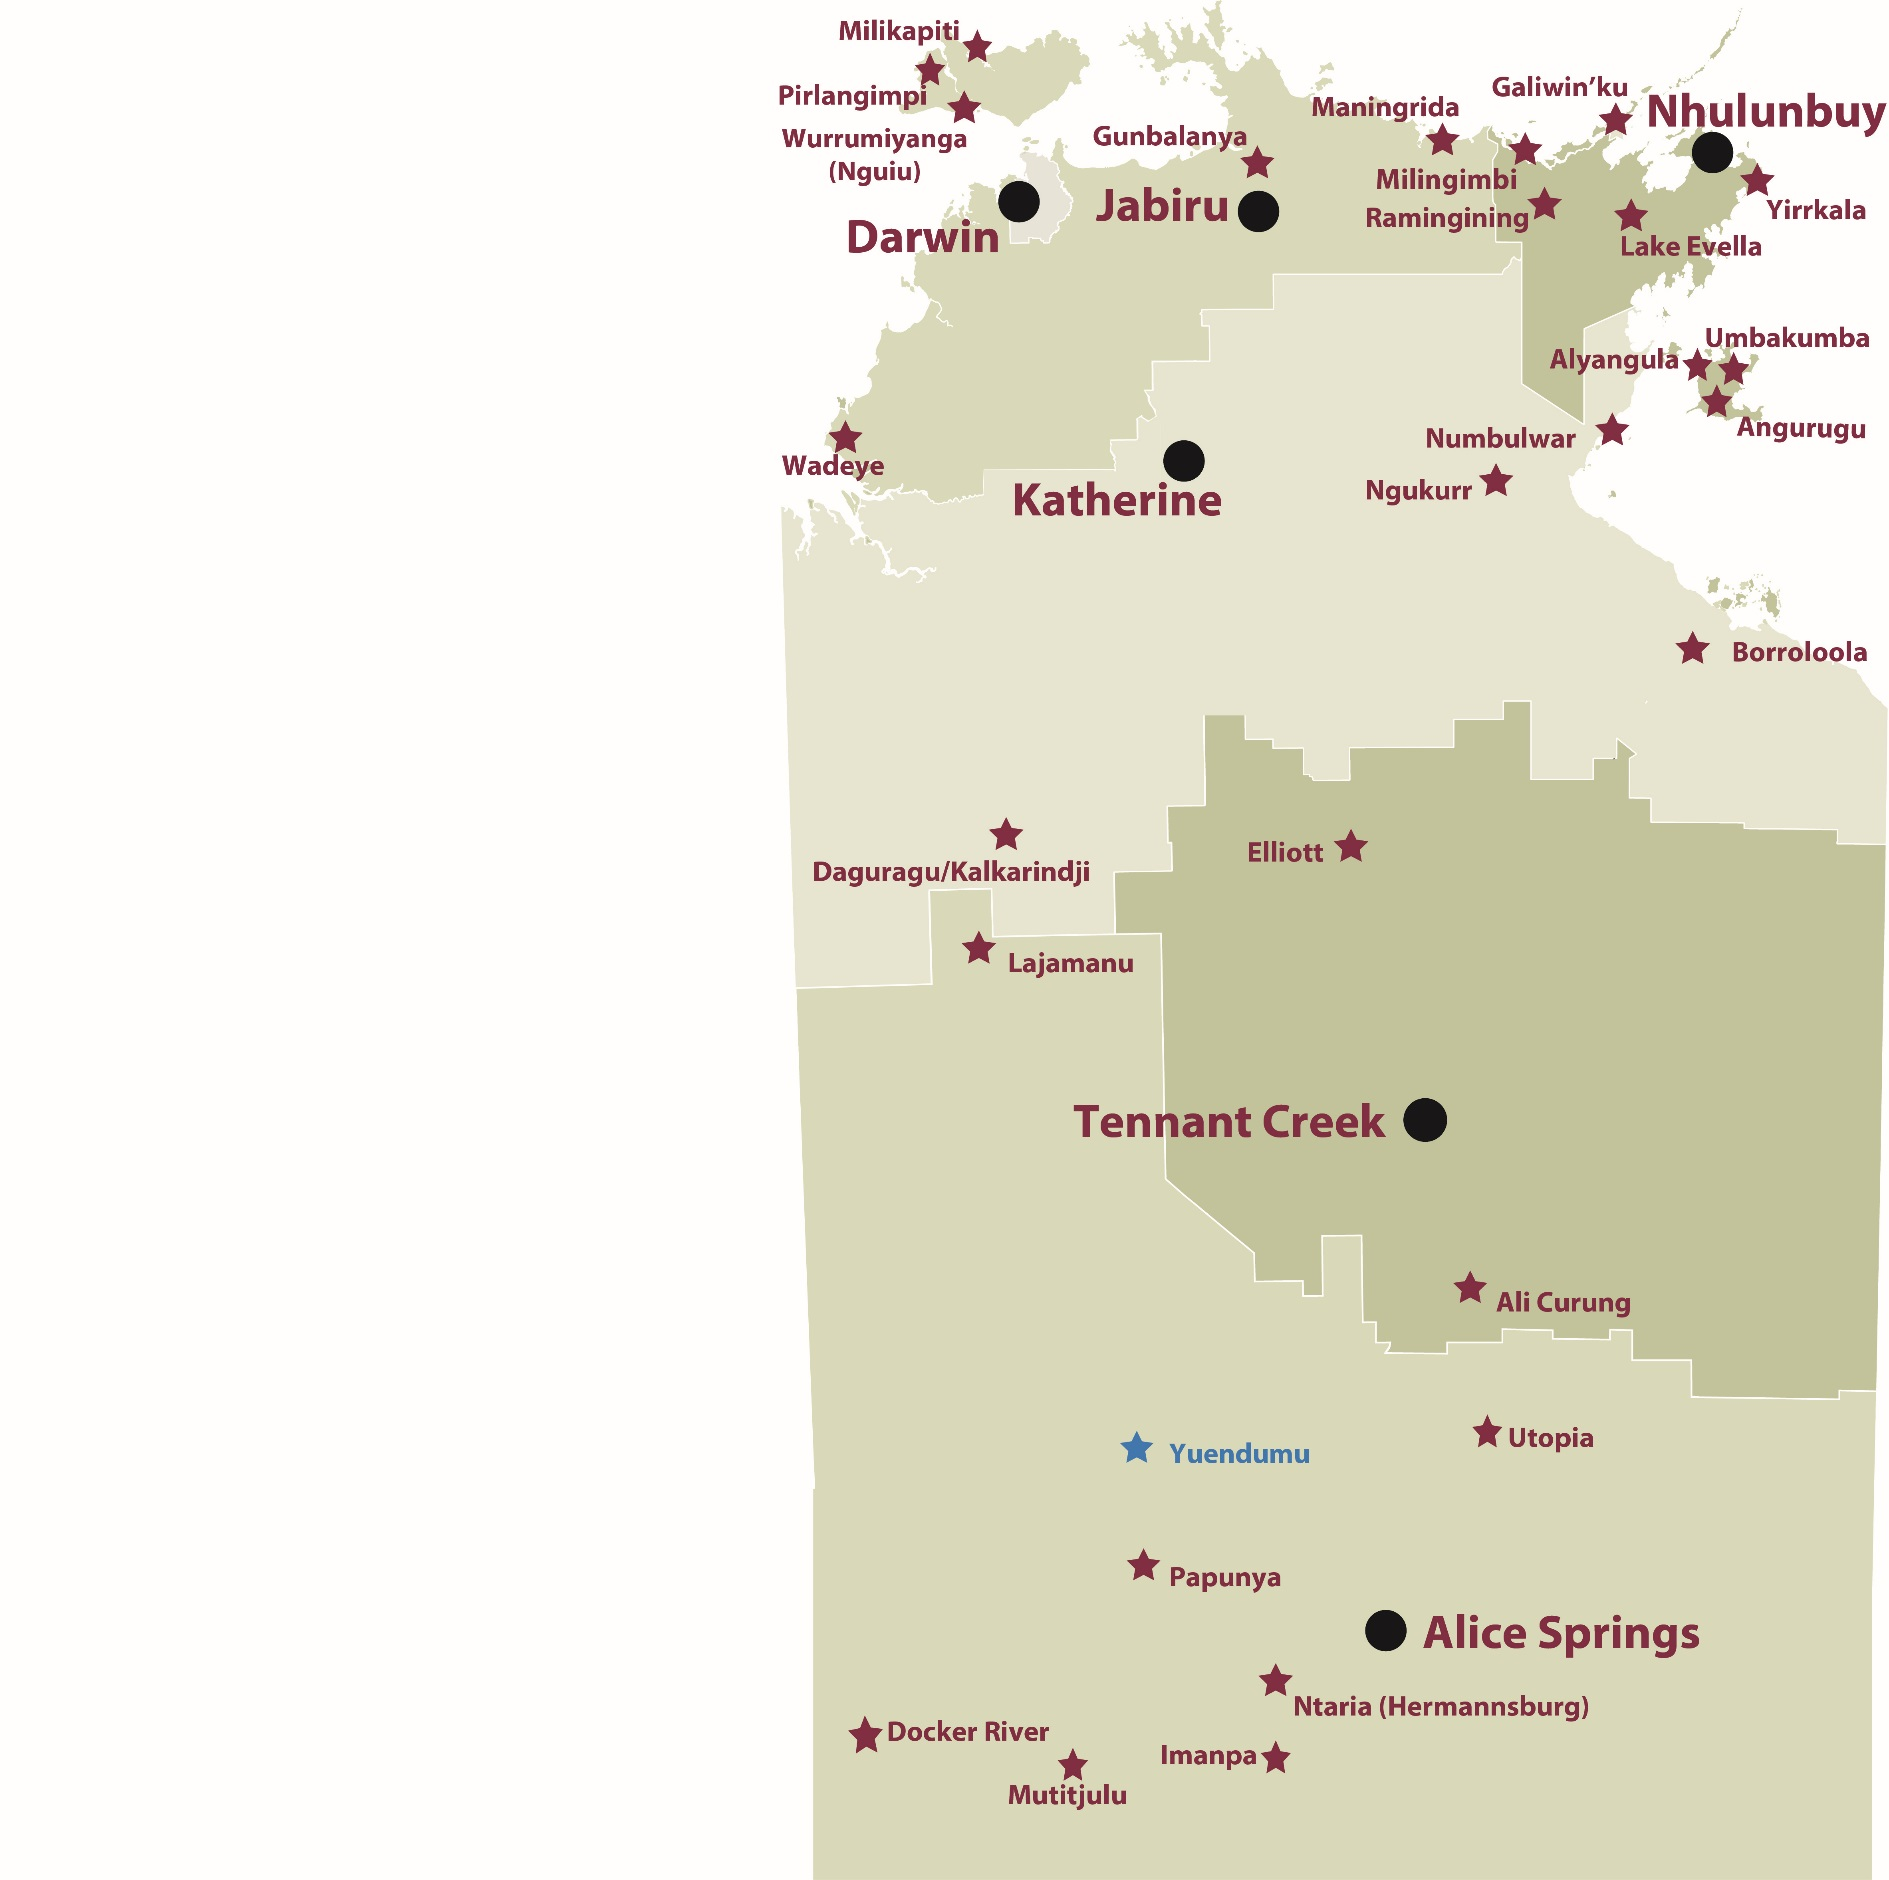 Milikapiti
Pirlangimpi
Wurrumiyanga
(Nguiu)
Darwin
Gunbalanya
Jabiru
Maningrida
Galiwin’ku
Nhulunbuy
Milingimbi
Ramingining
Yirrkala
Lake Evella
Umbakumba
Alyangula
Angurugu
Numbulwar
Ngukurr
Wadeye
Katherine
Borroloola
Daguragu/Kalkarindji
Elliott
Lajamanu
Tennant Creek
Ali Curung
Utopia
Yuendumu
Papunya
Alice Springs
Ntaria (Hermannsburg)
Docker River
Imanpa
Mutitjulu